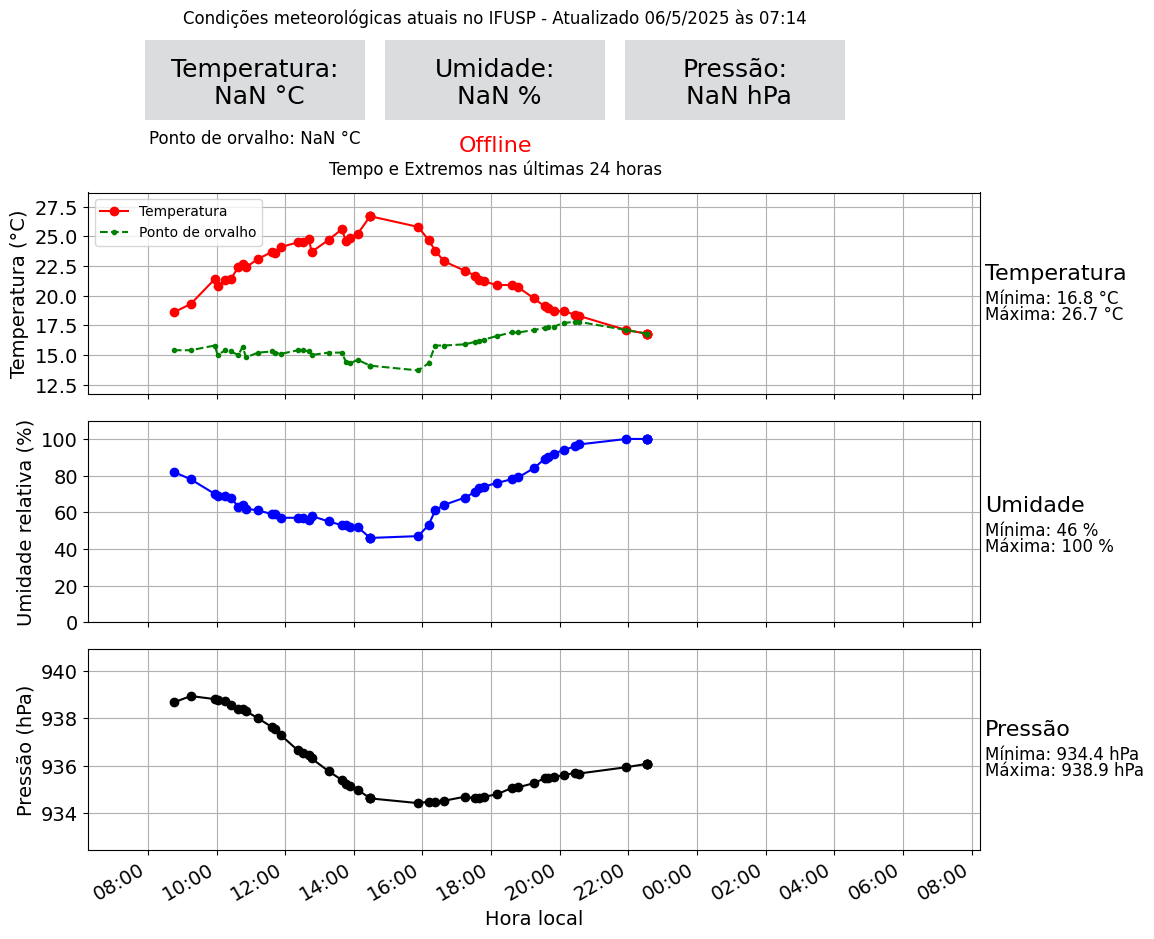 Condições meteorológicas atuais no IFUSP - Atualizado 06/5/2025 às 07:14
Temperatura:
NaN °C
Umidade:
NaN %
Pressão:
NaN hPa
Ponto de orvalho: NaN °C
Offline
Tempo e Extremos nas últimas 24 horas
Temperatura (°C)
27.5
25.0
22.5
20.0
17.5
15.0
12.5
Temperatura
Ponto de orvalho
Temperatura
Mínima: 16.8 °C
Máxima: 26.7 °C
Umidade relativa (%)
100
80
60
40
20
0
Umidade
Mínima: 46 %
Máxima: 100 %
Pressão (hPa)
940
938
936
934
Pressão
Mínima: 934.4 hPa
Máxima: 938.9 hPa
08:00
10:00
12:00
14:00
16:00
18:00
20:00
22:00
00:00
02:00
04:00
06:00
08:00
Hora local